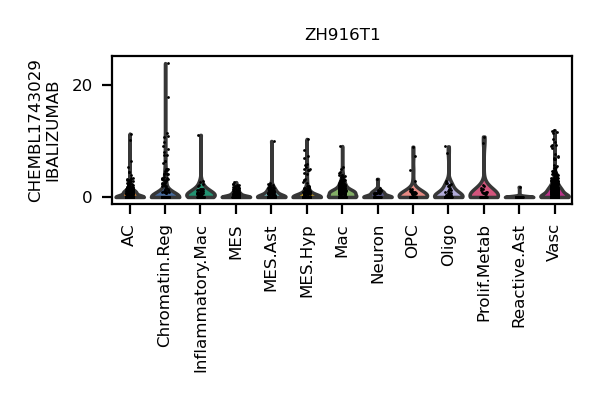 ZH916T1
CHEMBL1743029
IBALIZUMAB
20
0
AC
Chromatin.Reg
Inflammatory.Mac
MES
MES.Ast
MES.Hyp
Mac
Neuron
OPC
Oligo
Prolif.Metab
Reactive.Ast
Vasc